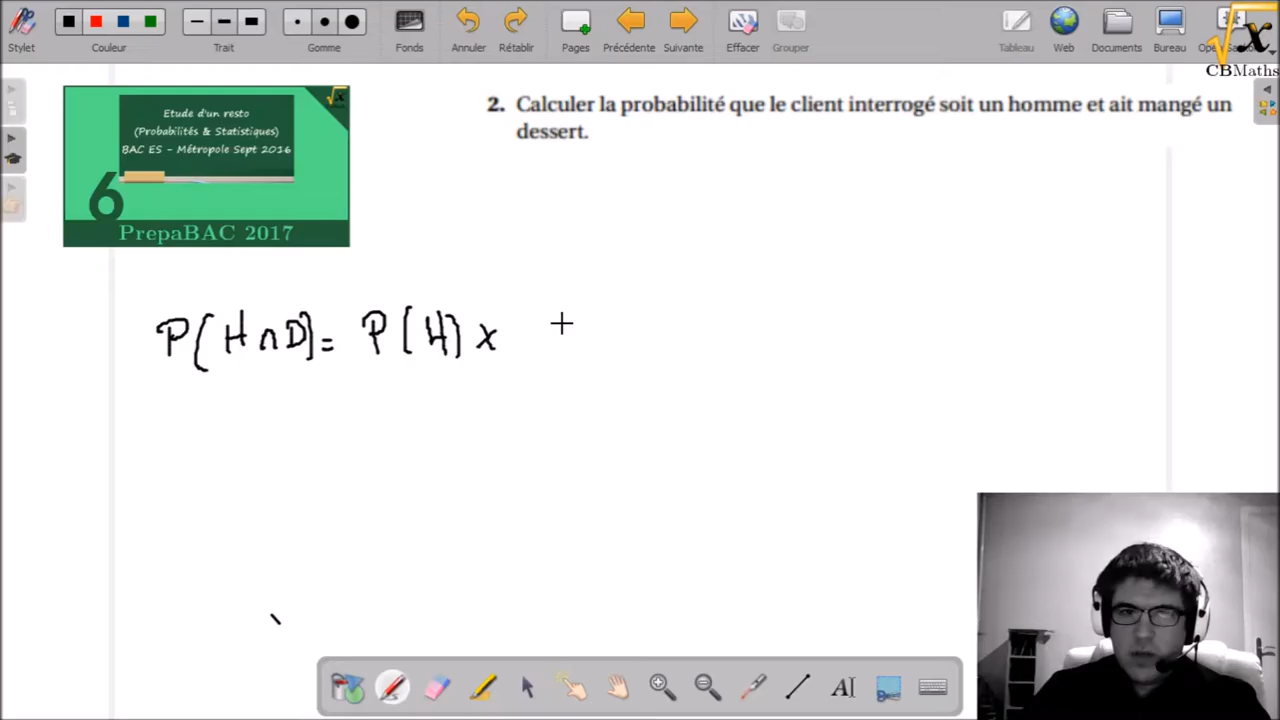 Stylet
Couleur
Trait
Gomme
Fonds
Annuler
Rétablir
Pages
Précédente
Suivante
Effacer
Grouper
Tableau
Web
Documents
Bureau
x
CBMaths
Etude d'un resto
(Probabilités & Statistiques)
BAC ES - Métropole Sept 2016
6
PrepaBAC 2017
2. Calculer la probabilité que le client interrogé soit un homme et ait mangé un
dessert.
P(H∩D)= P(H) x